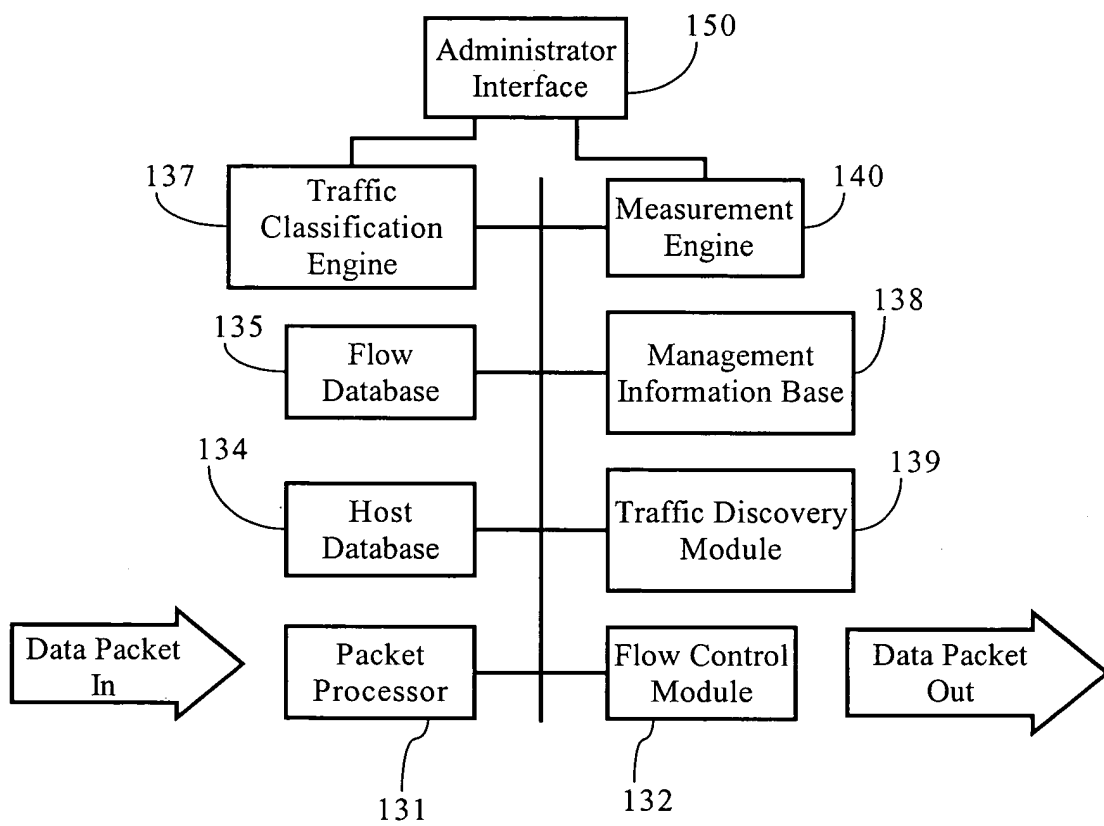 150
Administrator
Interface
137
Traffic
Classification
Engine
140
Measurement
Engine
135
Flow
Database
138
Management
Information Base
134
Host
Database
139
Traffic Discovery
Module
Data Packet
In
Packet
Processor
Flow Control
Module
Data Packet
Out
131
132